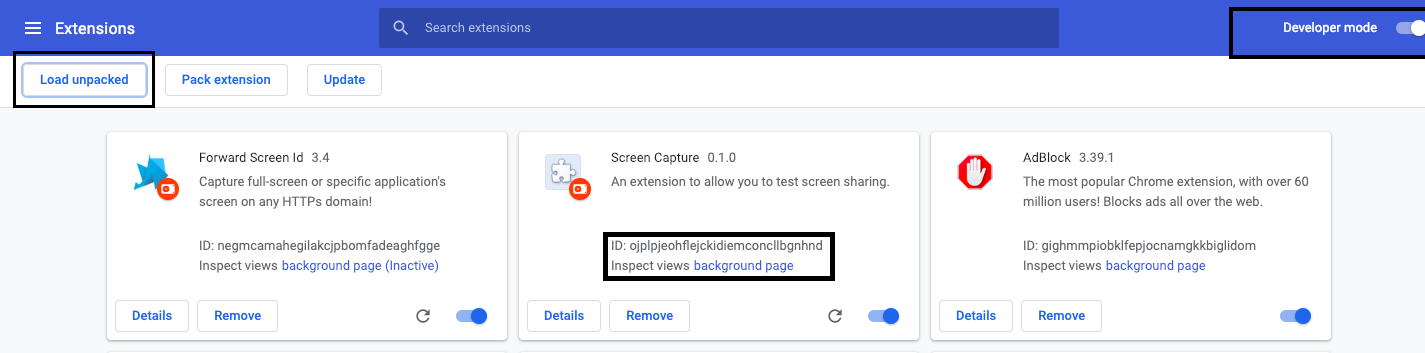 Extensions
Search extensions
Developer mode
Load unpacked
Pack extension
Update
Forward Screen Id 3.4
Capture full-screen or specific application's
screen on any HTTPs domain!
ID: negmcamahegilakcjpbomfadeaghfgge
Inspect views background page (Inactive)
Details
Remove
Screen Capture 0.1.0
An extension to allow you to test screen sharing.
ID: ojplpjeohflejckidiemconcllbgnhnd
Inspect views background page
Details
Remove
AdBlock 3.39.1
The most popular Chrome extension, with over 60
million users! Blocks ads all over the web.
ID: gighmmpiobklfepjocnamgkkbiglidom
Inspect views background page
Details
Remove